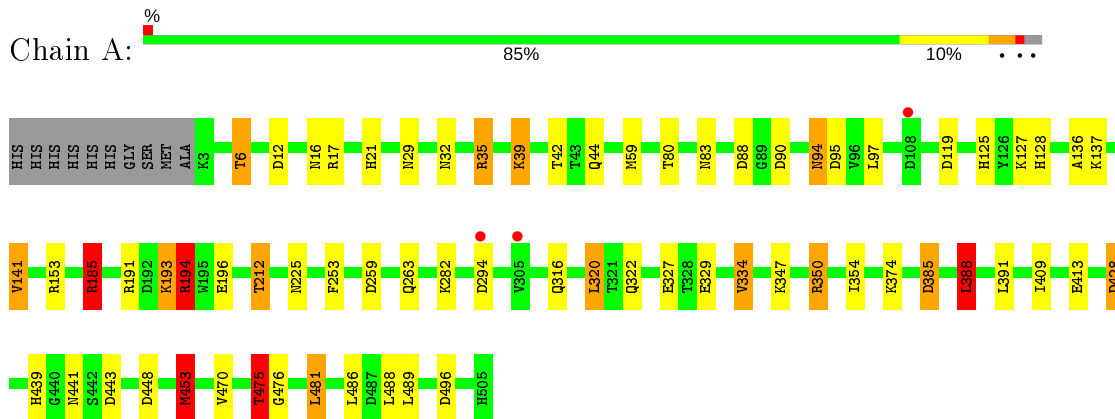 %
Chain A:
85%
10%
HIS HIS HIS HIS HIS HIS GLY SER MET ALA K3 T6 D12 N16 R17 H21 N29 N32 R35 K39 T42 T43 Q44 M59 T80 N83 D88 G89 D90 N94 D95 V96 L97 D108 D119 H125 Y126 K127 H128 A136 K137
V141 R153 R185 R191 D192 K193 R194 W195 E196 T212 N225 F253 D259 Q263 K282 D294 V305 Q316 L320 T321 Q322 E327 T328 E329 V334 K347 R350 I354 K374 D385 L388 L391 I409 E413
H439 G440 N441 S442 D443 D448 M453 V470 T475 G476 L481 L486 D487 L488 L489 D496 H505